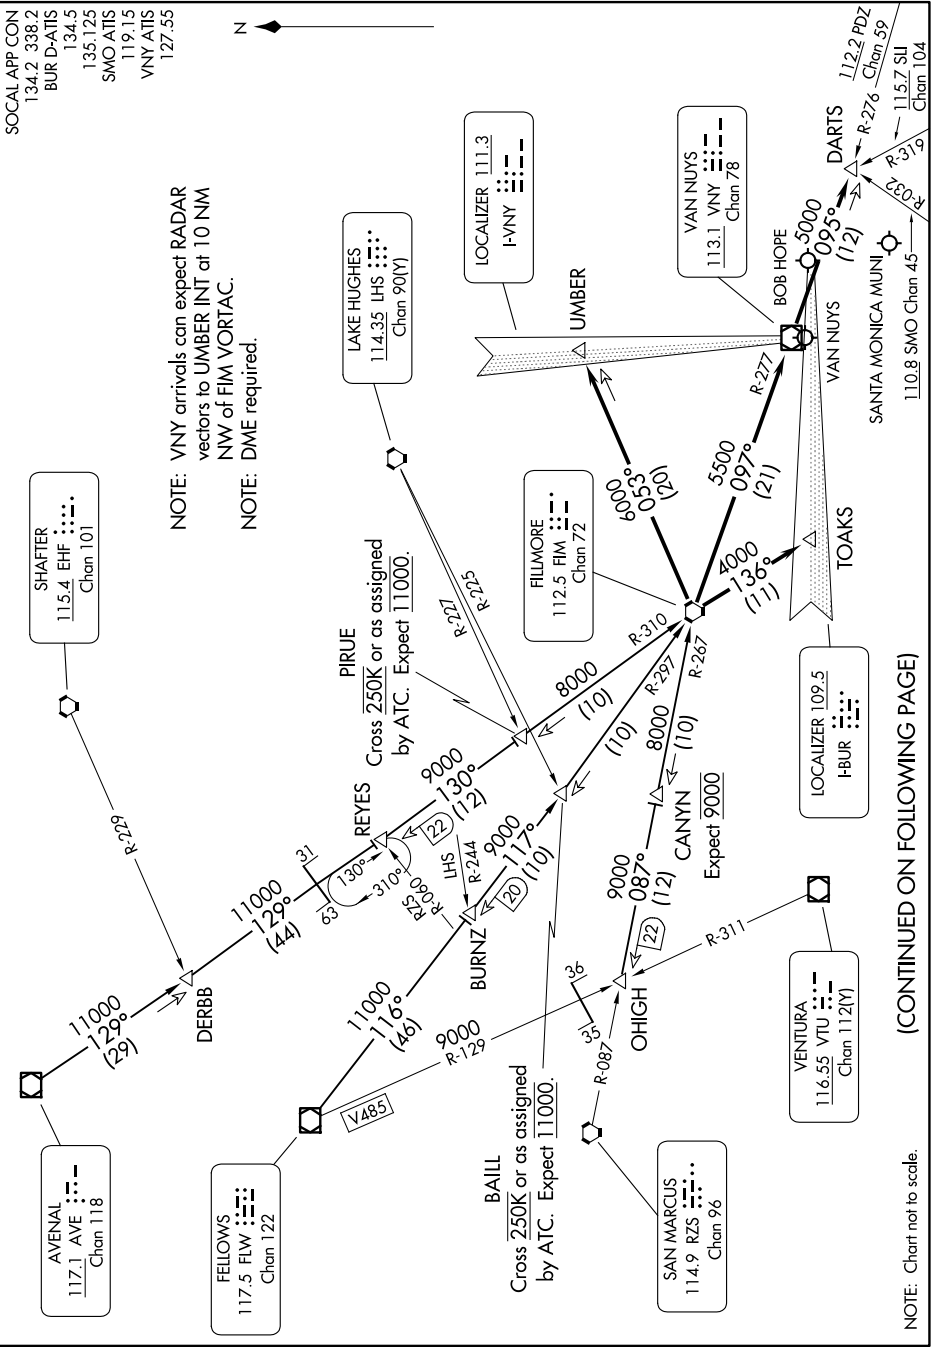 SOCAL APP CON
134.2 338.2
BUR D-ATIS
134.5
135.125
SMO ATIS
119.15
VNY ATIS
127.55
N
NOTE: VNY arrivals can expect RADAR
vectors to UMBER INT at 10 NM
NW of FIM VORTAC.
NOTE: DME required.
SHAFTER
115.4 EHF
Chan 101
LAKE HUGHES
114.35 LHS
Chan 90(Y)
LOCALIZER 111.3
I-VNY
VAN NUYS
113.1 VNY
Chan 78
AVENAL
117.1 AVE
Chan 118
11000
129°
(29)
R-229
DERBB
11000
129°
(44)
31
63
REYES
130°
310°
22
RZS
R-060
9000
130°
(12)
PIRUE
Cross 250K or as assigned
by ATC. Expect 11000.
8000
(10)
R-310
R-227
R-225
FELLOWS
117.5 FLW
Chan 122
11000
116°
(46)
V485
9000
R-129
BURNZ
LHS
R-244
20
9000
117°
(10)
BAILL
Cross 250K or as assigned
by ATC. Expect 11000.
(10)
R-297
FILLMORE
112.5 FIM
Chan 72
36
35
OHIGH
22
R-087
R-311
9000
087°
(12)
CANYN
Expect 9000
8000
(10)
R-267
SAN MARCUS
114.9 RZS
Chan 96
VENTURA
116.55 VTU
Chan 112(Y)
6000
053°
(20)
UMBER
5500
097°
(21)
R-277
4000
136°
(11)
TOAKS
LOCALIZER 109.5
I-BUR
VAN NUYS
BOB HOPE
5000
095°
(12)
DARTS
R-276
112.2 PDZ
Chan 59
115.7 SLI
Chan 104
R-319
R-032
SANTA MONICA MUNI
110.8 SMO Chan 45
(CONTINUED ON FOLLOWING PAGE)
NOTE: Chart not to scale.